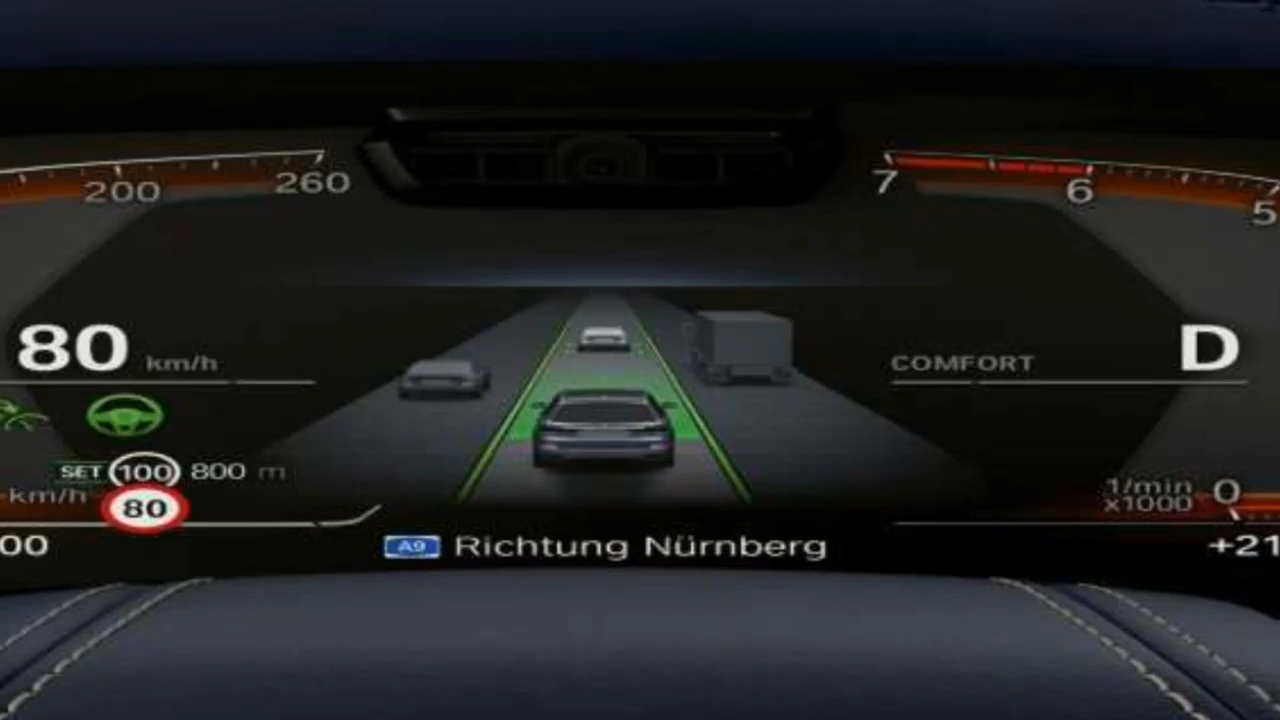 200 260
7 6 5
80 km/h
COMFORT D
SET 100 800 m
km/h 80
1/min
x1000 0
00
A9 Richtung Nürnberg
+21